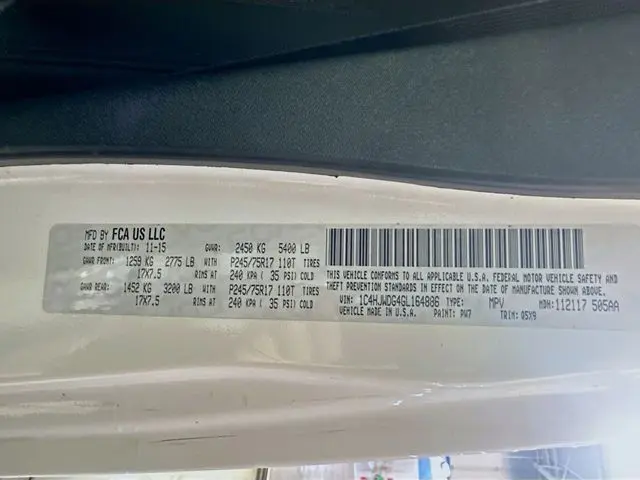 MFD BY FCA US LLC
DATE OF MFR(BUILT): 11-15 GVWR: 2450 KG 5400 LB
GAWR FRONT: 1259 KG 2775 LB WITH P245/75R17 110T TIRES
17X7.5 RIMS AT 240 KPA ( 35 PSI) COLD
GAWR REAR: 1452 KG 3200 LB WITH P245/75R17 110T TIRES
17X7.5 RIMS AT 240 KPA ( 35 PSI) COLD
THIS VEHICLE CONFORMS TO ALL APPLICABLE U.S.A. FEDERAL MOTOR VEHICLE SAFETY AND
THEFT PREVENTION STANDARDS IN EFFECT ON THE DATE OF MANUFACTURE SHOWN ABOVE.
VIN: 1C4HJWDG4GL164886 TYPE: MPV MDH: 112117 505AA
VEHICLE MADE IN U.S.A. PAINT: PW7 TRIM: 05X9